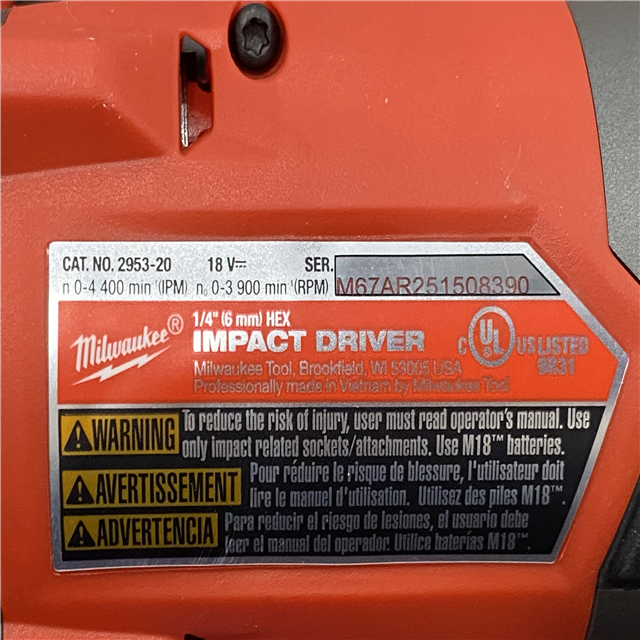 CAT. NO. 2953-20 18 V⎓ SER. M67AR251508390
n 0-4 400 min⁻¹(IPM) n₀ 0-3 900 min⁻¹(RPM)
Milwaukee®
1/4" (6 mm) HEX
IMPACT DRIVER
Milwaukee Tool, Brookfield, WI 53005 USA
Professionally made in Vietnam by Milwaukee Tool
C UL US LISTED
9K31
WARNING To reduce the risk of injury, user must read operator's manual. Use
only impact related sockets/attachments. Use M18™ batteries.
AVERTISSEMENT Pour réduire le risque de blessure, l'utilisateur doit
lire le manuel d'utilisation. Utilisez des piles M18™.
ADVERTENCIA Para reducir el riesgo de lesiones, el usuario debe
leer el manual del operador. Utilice baterías M18™.